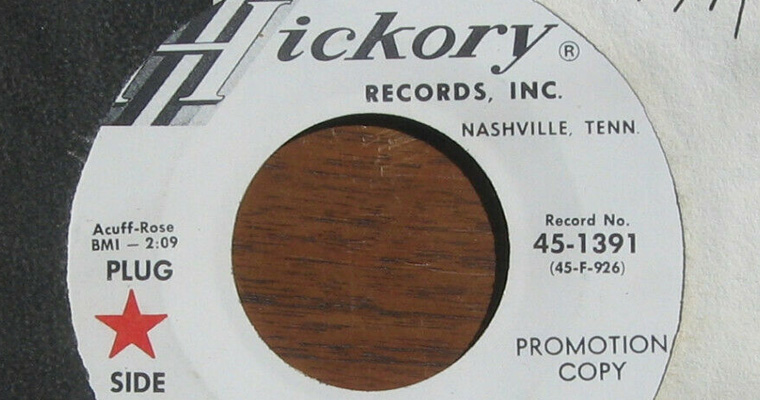 Hickory ®
RECORDS, INC.
NASHVILLE, TENN.
Acuff-Rose
BMI — 2:09
PLUG
SIDE
Record No.
45-1391
(45-F-926)
PROMOTION
COPY